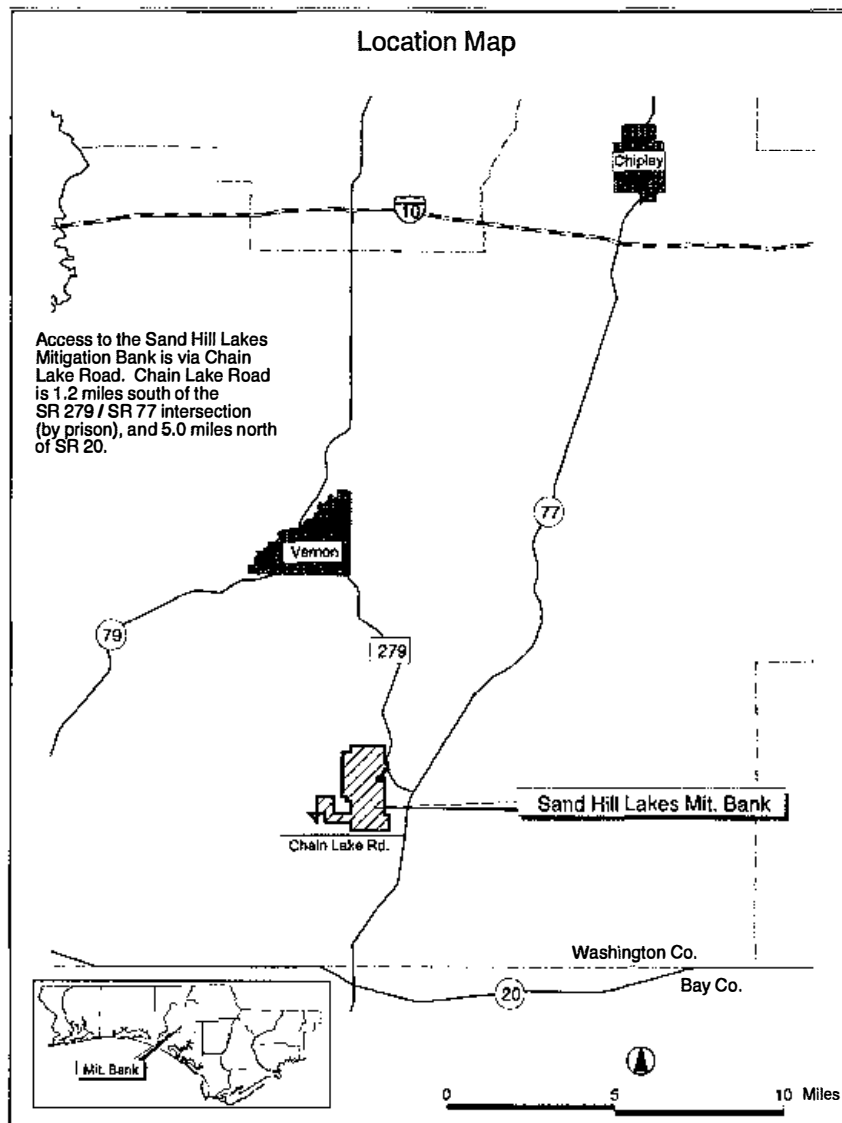 Location Map
Chipley
10
Access to the Sand Hill Lakes
Mitigation Bank is via Chain
Lake Road. Chain Lake Road
is 1.2 miles south of the
SR 279 / SR 77 intersection
(by prison), and 5.0 miles north
of SR 20.
77
Vernon
79
279
Sand Hill Lakes Mit. Bank
Chain Lake Rd.
Washington Co.
Bay Co.
20
Mit. Bank
0 5 10 Miles